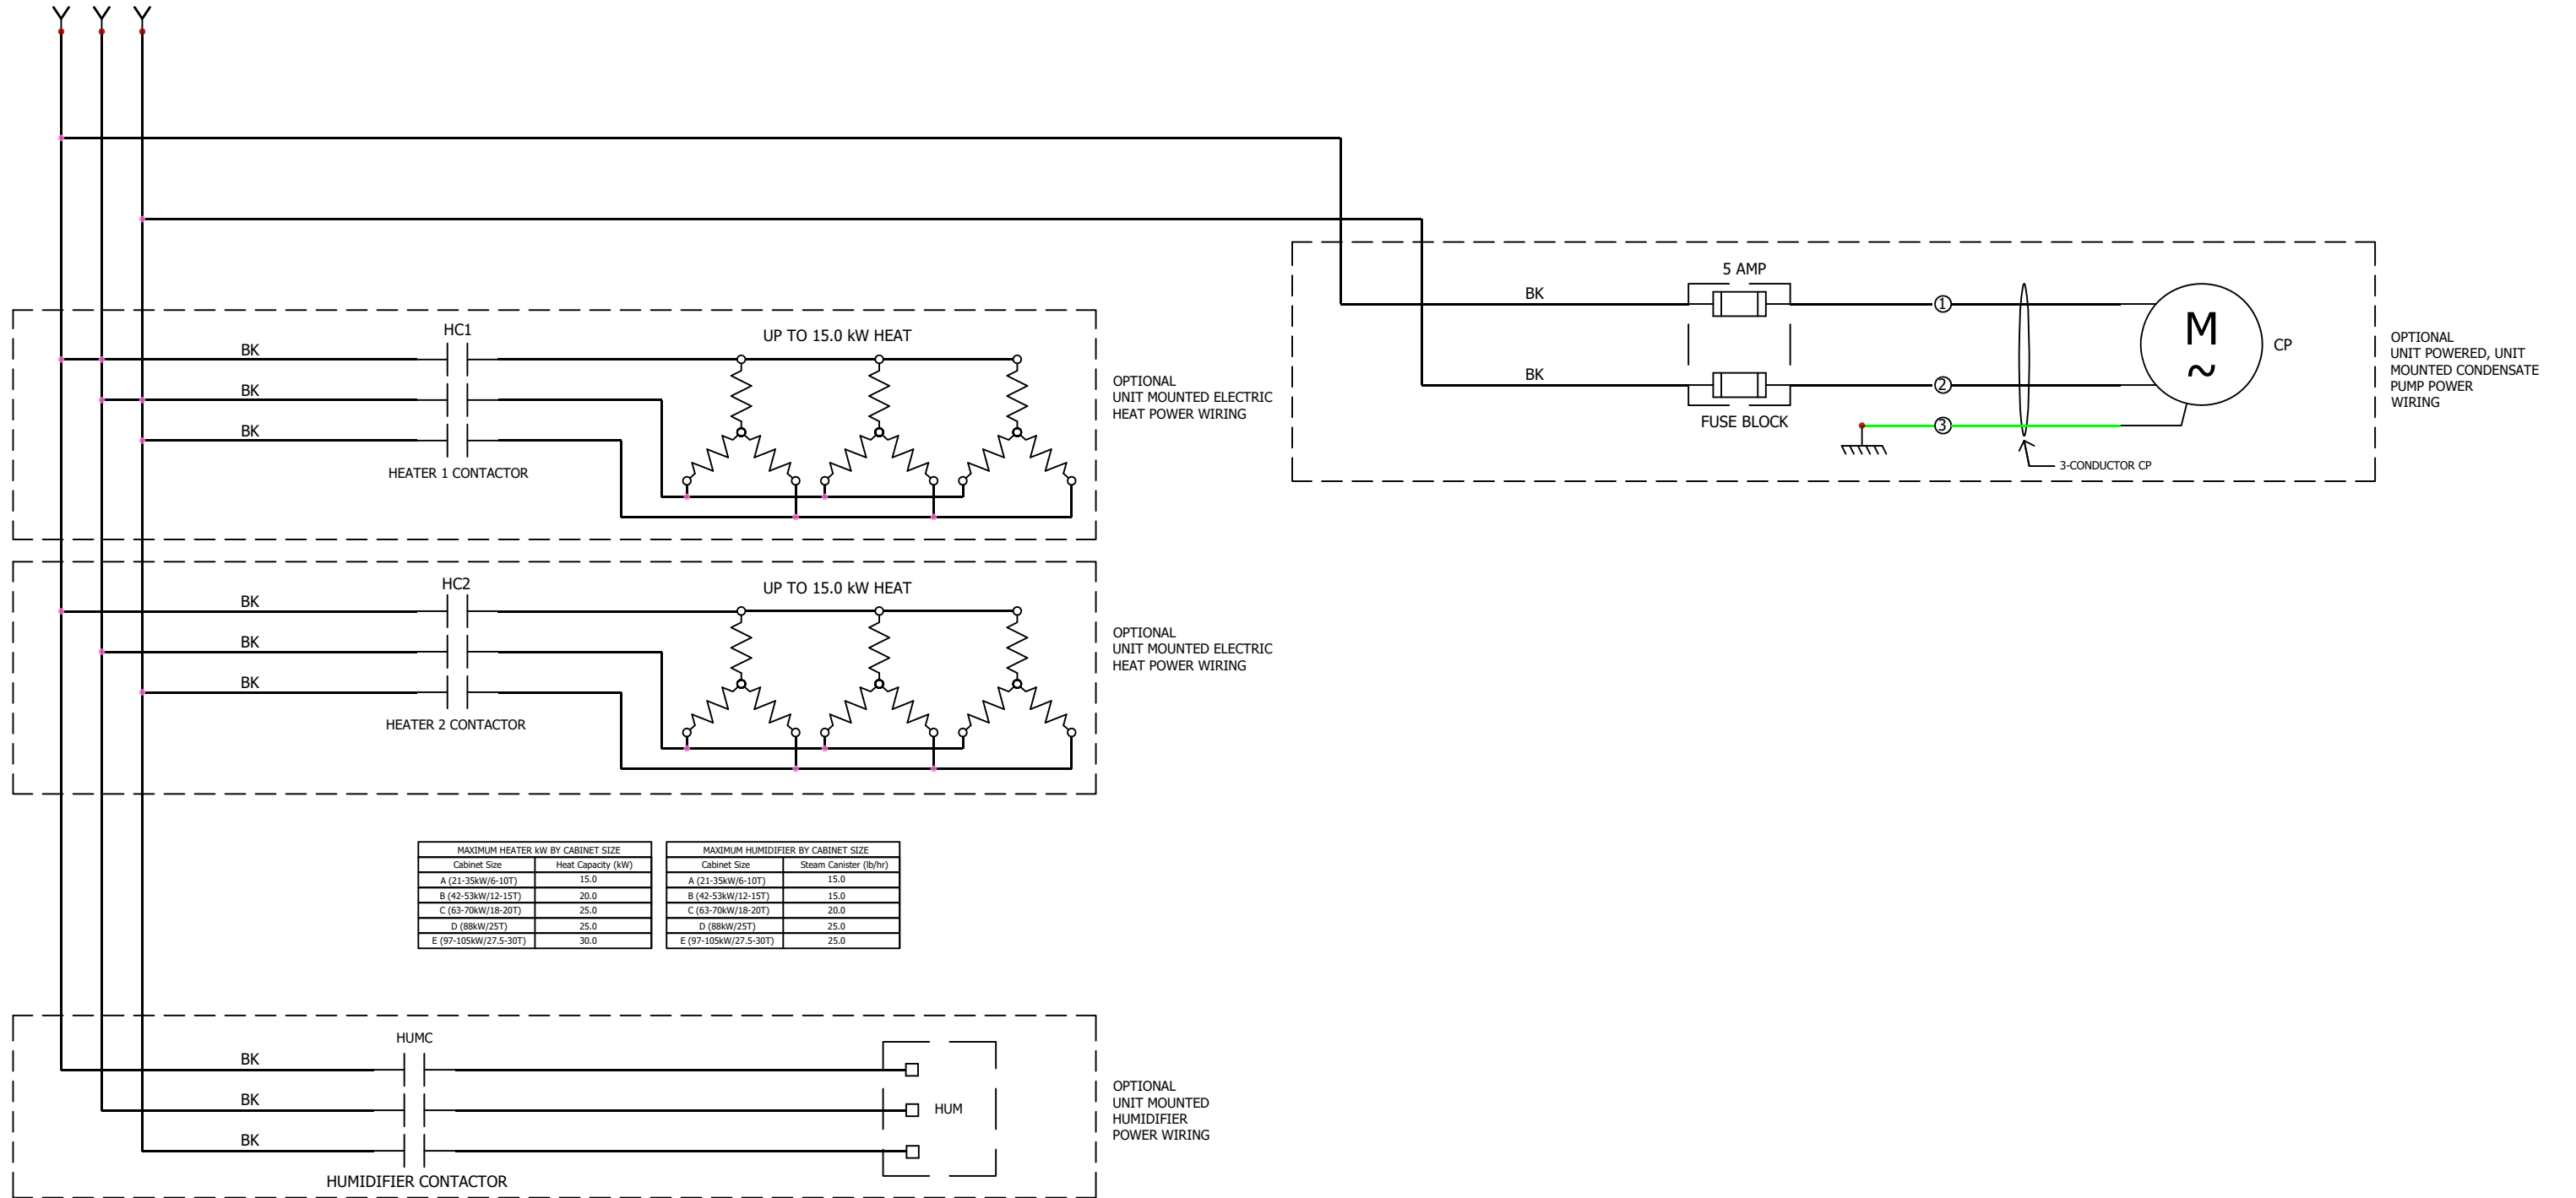 5 AMP
BK
1
M
~
CP
BK
2
FUSE BLOCK
3
3-CONDUCTOR CP
OPTIONAL
UNIT POWERED, UNIT
MOUNTED CONDENSATE
PUMP POWER
WIRING
HC1
UP TO 15.0 kW HEAT
BK
BK
BK
HEATER 1 CONTACTOR
OPTIONAL
UNIT MOUNTED ELECTRIC
HEAT POWER WIRING
HC2
UP TO 15.0 kW HEAT
BK
BK
BK
HEATER 2 CONTACTOR
OPTIONAL
UNIT MOUNTED ELECTRIC
HEAT POWER WIRING
MAXIMUM HEATER kW BY CABINET SIZE
Cabinet Size Heat Capacity (kW)
A (21-35kW/6-10T) 15.0
B (42-53kW/12-15T) 20.0
C (63-70kW/18-20T) 25.0
D (88kW/25T) 25.0
E (97-105kW/27.5-30T) 30.0
MAXIMUM HUMIDIFIER BY CABINET SIZE
Cabinet Size Steam Canister (lb/hr)
A (21-35kW/6-10T) 15.0
B (42-53kW/12-15T) 15.0
C (63-70kW/18-20T) 20.0
D (88kW/25T) 25.0
E (97-105kW/27.5-30T) 25.0
HUMC
BK
BK
HUM
BK
HUMIDIFIER CONTACTOR
OPTIONAL
UNIT MOUNTED
HUMIDIFIER
POWER WIRING